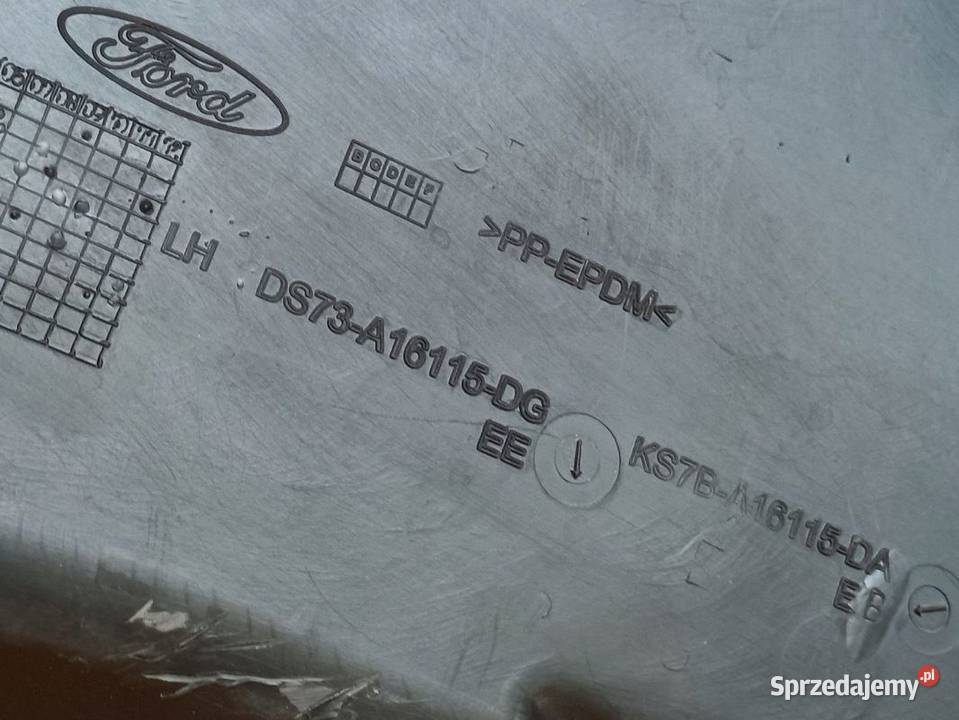 Ford
B C D E F
>PP-EPDM<
LH
DS73-A16115-DG
EE
KS7B-A16115-DA
EB
Sprzedajemy.pl